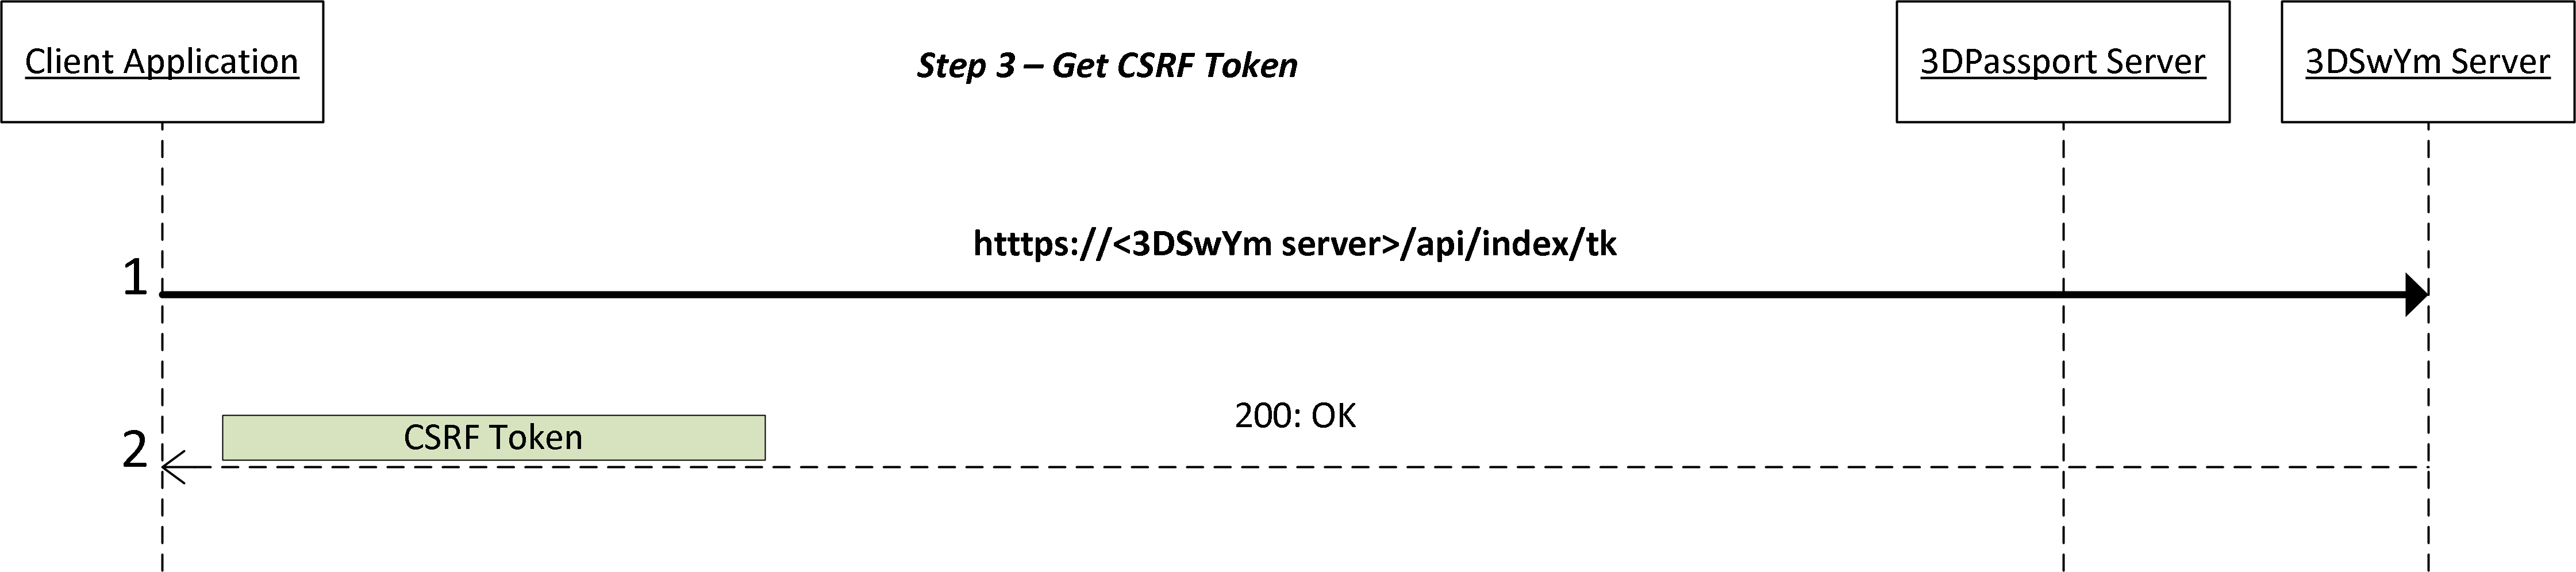 Client Application
Step 3 – Get CSRF Token
3DPassport Server
3DSwYm Server
htttps://<3DSwYm server>/api/index/tk
1
200: OK
CSRF Token
2